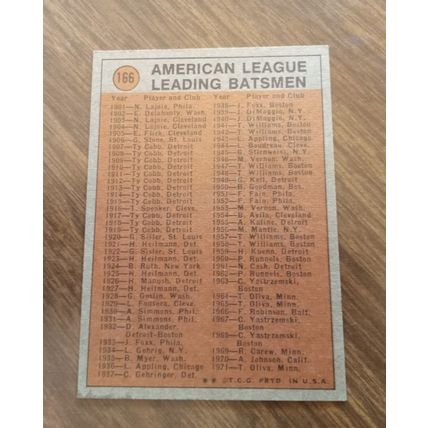 166
AMERICAN LEAGUE
LEADING BATSMEN
Year Player and Club
1901—N. Lajoie, Phila.
1902—E. Delahanty, Wash.
1903—N. Lajoie, Cleveland
1904—N. Lajoie, Cleveland
1905—E. Flick, Cleveland
1906—G. Stone, St. Louis
1907—Ty Cobb, Detroit
1908—Ty Cobb, Detroit
1909—Ty Cobb, Detroit
1910—Ty Cobb, Detroit
1911—Ty Cobb, Detroit
1912—Ty Cobb, Detroit
1913—Ty Cobb, Detroit
1914—Ty Cobb, Detroit
1915—Ty Cobb, Detroit
1916—T. Speaker, Cleve.
1917—Ty Cobb, Detroit
1918—Ty Cobb, Detroit
1919—Ty Cobb, Detroit
1920—G. Sisler, St. Louis
1921—H. Heilmann, Det.
1922—G. Sisler, St. Louis
1923—H. Heilmann, Det.
1924—B. Ruth, New York
1925—H. Heilmann, Det.
1926—H. Manush, Detroit
1927—H. Heilmann, Det.
1928—G. Goslin, Wash.
1929—L. Fonseca, Cleve.
1930—A. Simmons, Phil.
1931—A. Simmons, Phil.
1932—D. Alexander,
Detroit-Boston
1933—J. Foxx, Phil.
1934—L. Gehrig, N.Y.
1935—B. Myer, Wash.
1936—L. Appling, Chicago
1937—C. Gehringer, Det.
Year Player and Club
1938—J. Foxx, Boston
1939—J. DiMaggio, N.Y.
1940—J. DiMaggio, N.Y.
1941—T. Williams, Boston
1942—T. Williams, Boston
1943—L. Appling, Chicago
1944—L. Boudreau, Cleve.
1945—G. Stirnweiss, N.Y.
1946—M. Vernon, Wash.
1947—T. Williams, Boston
1948—T. Williams, Boston
1949—G. Kell, Detroit
1950—B. Goodman, Bos.
1951—F. Fain, Phila.
1952—F. Fain, Phila.
1953—M. Vernon, Wash.
1954—B. Avila, Cleveland
1955—A. Kaline, Detroit
1956—M. Mantle, N.Y.
1957—T. Williams, Boston
1958—T. Williams, Boston
1959—H. Kuenn, Detroit
1960—P. Runnels, Boston
1961—N. Cash, Detroit
1962—P. Runnels, Boston
1963—C. Yastrzemski,
Boston
1964—T. Oliva, Minn.
1965—T. Oliva, Minn.
1966—F. Robinson, Balt.
1967—C. Yastrzemski,
Boston
1968—C. Yastrzemski,
Boston
1969—R. Carew, Minn.
1970—A. Johnson, Calif.
1971—T. Oliva, Minn.
© T.C.G. PRTD. IN U.S.A.